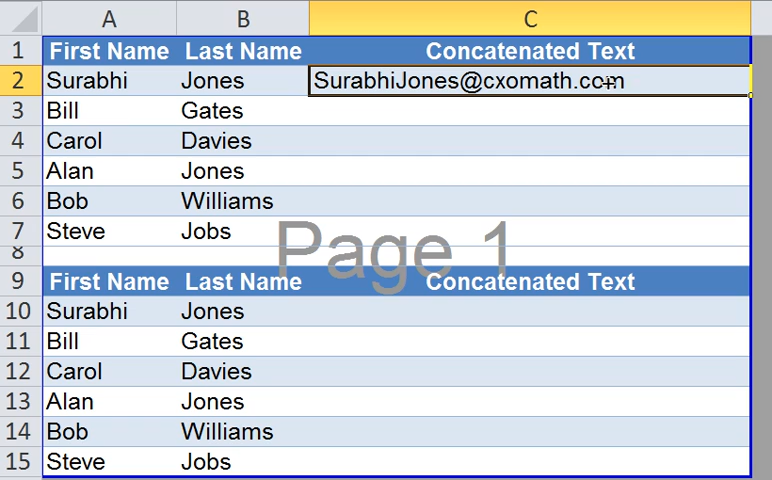 A B C
1 First Name Last Name Concatenated Text
2 Surabhi Jones SurabhiJones@cxomath.com
3 Bill Gates
4 Carol Davies
5 Alan Jones
6 Bob Williams
7 Steve Jobs
8
Page 1
9 First Name Last Name Concatenated Text
10 Surabhi Jones
11 Bill Gates
12 Carol Davies
13 Alan Jones
14 Bob Williams
15 Steve Jobs